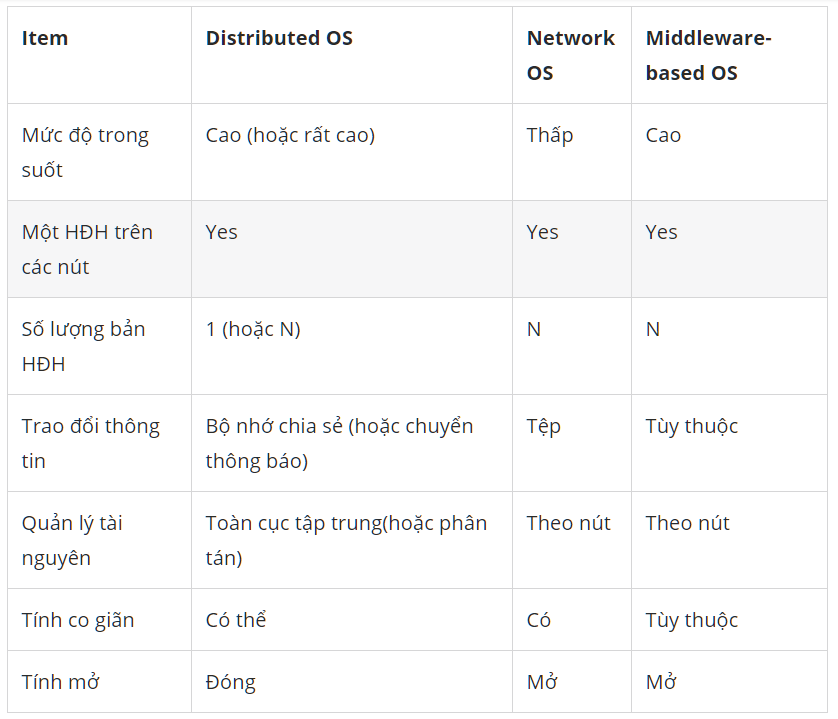 Item Distributed OS Network Middleware-
OS based OS
Mức độ trong Cao (hoặc rất cao) Thấp Cao
suốt
Một HĐH trên Yes Yes Yes
các nút
Số lượng bản 1 (hoặc N) N N
HĐH
Trao đổi thông Bộ nhớ chia sẻ (hoặc chuyển Tệp Tùy thuộc
tin thông báo)
Quản lý tài Toàn cục tập trung(hoặc phân Theo nút Theo nút
nguyên tán)
Tính co giãn Có thể Có Tùy thuộc
Tính mở Đóng Mở Mở